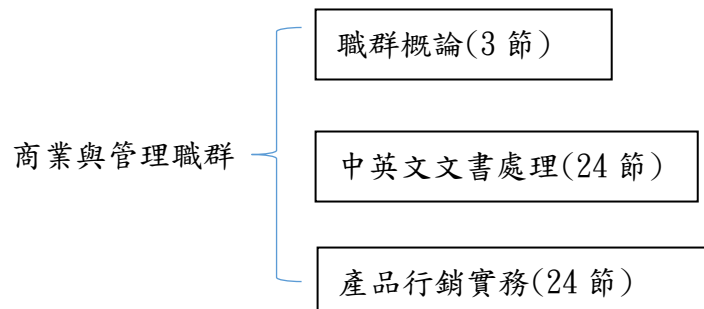 職群概論(3 節)
商業與管理職群
中英文文書處理(24 節)
產品行銷實務(24 節)